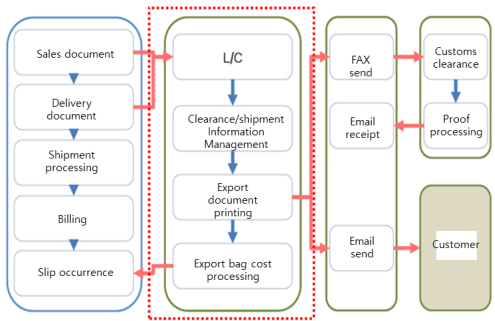 Sales document
Delivery
document
Shipment
processing
Billing
Slip occurrence
L/C
Clearance/shipment
Information
Management
Export
document
printing
Export bag cost
processing
FAX
send
Email
receipt
Email
send
Customs
clearance
Proof
processing
Customer